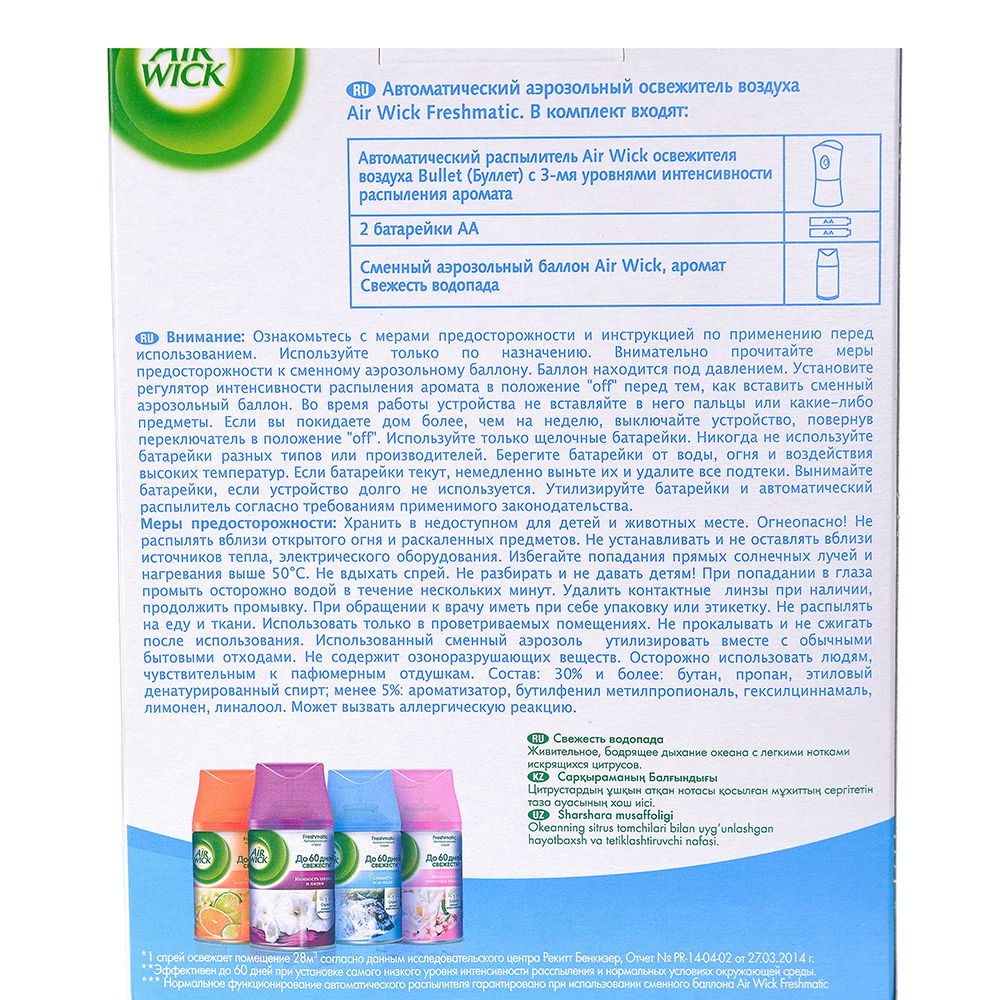 AIR
WICK
RU Автоматический аэрозольный освежитель воздуха
Air Wick Freshmatic. В комплект входят:
Автоматический распылитель Air Wick освежителя
воздуха Bullet (Буллет) с 3-мя уровнями интенсивности
распыления аромата
2 батарейки АА
AA
AA
Сменный аэрозольный баллон Air Wick, аромат
Свежесть водопада
RU Внимание: Ознакомьтесь с мерами предосторожности и инструкцией по применению перед
использованием. Используйте только по назначению. Внимательно прочитайте меры
предосторожности к сменному аэрозольному баллону. Баллон находится под давлением. Установите
регулятор интенсивности распыления аромата в положение "off" перед тем, как вставить сменный
аэрозольный баллон. Во время работы устройства не вставляйте в него пальцы или какие-либо
предметы. Если вы покидаете дом более, чем на неделю, выключайте устройство, повернув
переключатель в положение "off". Используйте только щелочные батарейки. Никогда не используйте
батарейки разных типов или производителей. Берегите батарейки от воды, огня и воздействия
высоких температур. Если батарейки текут, немедленно выньте их и удалите все подтеки. Вынимайте
батарейки, если устройство долго не используется. Утилизируйте батарейки и автоматический
распылитель согласно требованиям применимого законодательства.
Меры предосторожности: Хранить в недоступном для детей и животных месте. Огнеопасно! Не
распылять вблизи открытого огня и раскаленных предметов. Не устанавливать и не оставлять вблизи
источников тепла, электрического оборудования. Избегайте попадания прямых солнечных лучей и
нагревания выше 50°С. Не вдыхать спрей. Не разбирать и не давать детям! При попадании в глаза
промыть осторожно водой в течение нескольких минут. Удалить контактные линзы при наличии,
продолжить промывку. При обращении к врачу иметь при себе упаковку или этикетку. Не распылять
на еду и ткани. Использовать только в проветриваемых помещениях. Не прокалывать и не сжигать
после использования. Использованный сменный аэрозоль утилизировать вместе с обычными
бытовыми отходами. Не содержит озоноразрушающих веществ. Осторожно использовать людям,
чувствительным к пафюмерным отдушкам. Состав: 30% и более: бутан, пропан, этиловый
денатурированный спирт; менее 5%: ароматизатор, бутилфенил метилпропиональ, гексилциннамаль,
лимонен, линалоол. Может вызвать аллергическую реакцию.
RU Свежесть водопада
Живительное, бодрящее дыхание океана с легкими нотками
искрящихся цитрусов.
KZ Сарқыраманың Балғындығы
Цитрустардың ұшқын атқан нотасы қосылған мұхиттың сергітетін
таза ауасының хош иісі.
UZ Sharshara musaffoligi
Okeanning sitrus tomchilari bilan uyg'unlashgan
hayotbaxsh va tetiklashtiruvchi nafasi.
AIR
WICK
До
AIR
WICK
Freshmatic
До 60 дней
СВЕЖЕСТИ**
Freshmatic
До 60 дней
СВЕЖЕСТИ**
Свежесть
водопада
Freshmatic
До 60 дней
СВЕЖЕСТИ**
*1 спрей освежает помещение 28м³ согласно данным исследовательского центра Рекитт Бенкизер, Отчет № PR-14-04-02 от 27.03.2014 г.
**Эффективен до 60 дней при установке самого низкого уровня интенсивности расспыления и нормальных условиях окружающей среды.
*** Нормальное функционирование автоматического распылителя гарантировано при использовании сменного баллона Air Wick Freshmatic